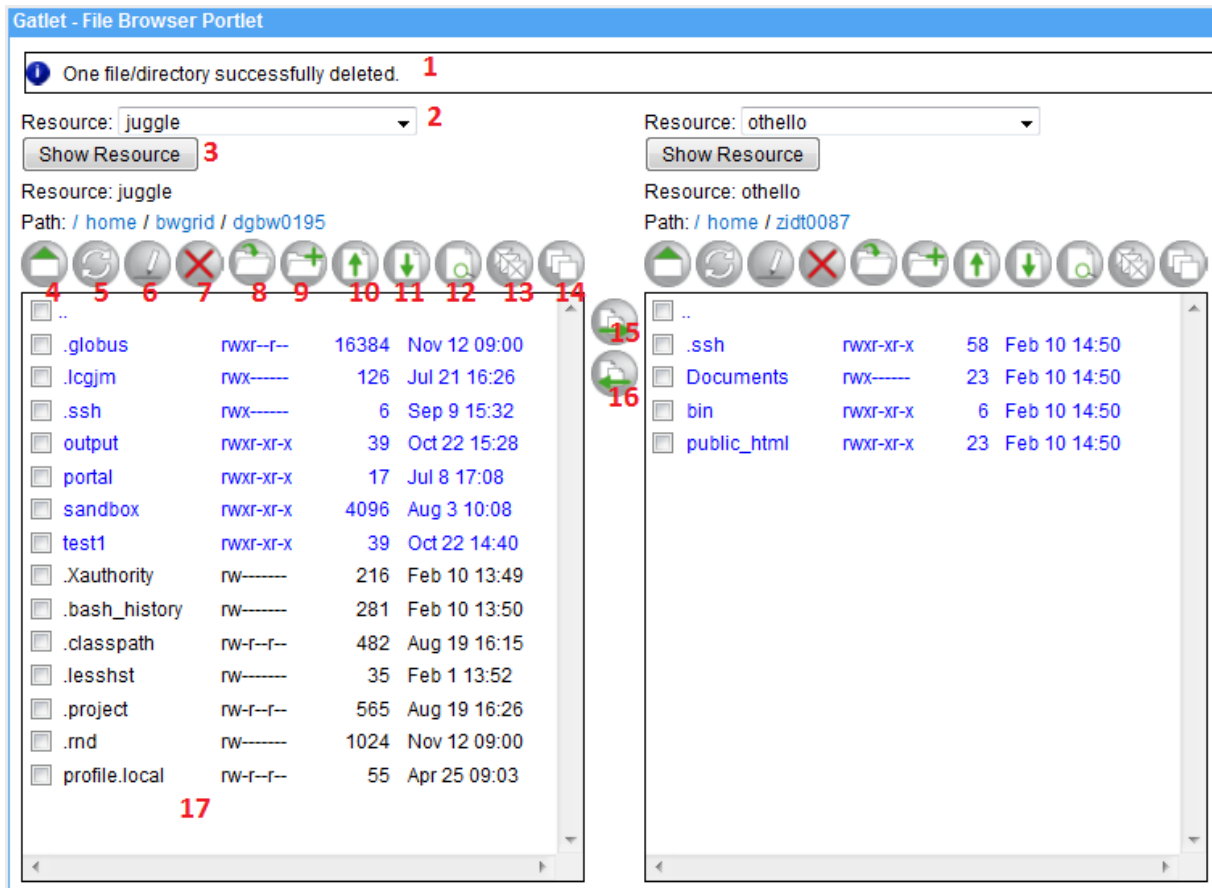 Gatlet - File Browser Portlet
One file/directory successfully deleted. 1
Resource: juggle 2
Show Resource 3
Resource: juggle
Path: / home / bwgrid / dgbw0195
4 5 6 7 8 9 10 11 12 13 14
..
.globus rwxr--r-- 16384 Nov 12 09:00
.lcgjm rwx------ 126 Jul 21 16:26
.ssh rwx------ 6 Sep 9 15:32
output rwxr-xr-x 39 Oct 22 15:28
portal rwxr-xr-x 17 Jul 8 17:08
sandbox rwxr-xr-x 4096 Aug 3 10:08
test1 rwxr-xr-x 39 Oct 22 14:40
.Xauthority rw------- 216 Feb 10 13:49
.bash_history rw------- 281 Feb 10 13:50
.classpath rw-r--r-- 482 Aug 19 16:15
.lesshst rw------- 35 Feb 1 13:52
.project rw-r--r-- 565 Aug 19 16:26
.rnd rw------- 1024 Nov 12 09:00
profile.local rw-r--r-- 55 Apr 25 09:03
17
15
16
Resource: othello
Show Resource
Resource: othello
Path: / home / zidt0087
..
.ssh rwxr-xr-x 58 Feb 10 14:50
Documents rwx------ 23 Feb 10 14:50
bin rwxr-xr-x 6 Feb 10 14:50
public_html rwxr-xr-x 23 Feb 10 14:50